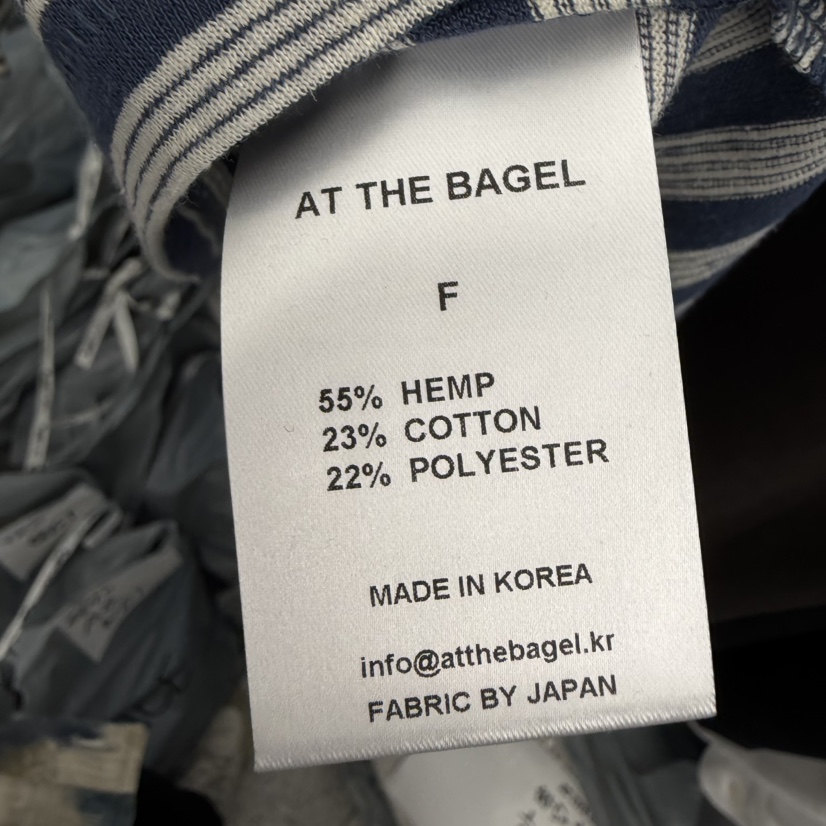 AT THE BAGEL
F
55% HEMP
23% COTTON
22% POLYESTER
MADE IN KOREA
info@atthebagel.kr
FABRIC BY JAPAN